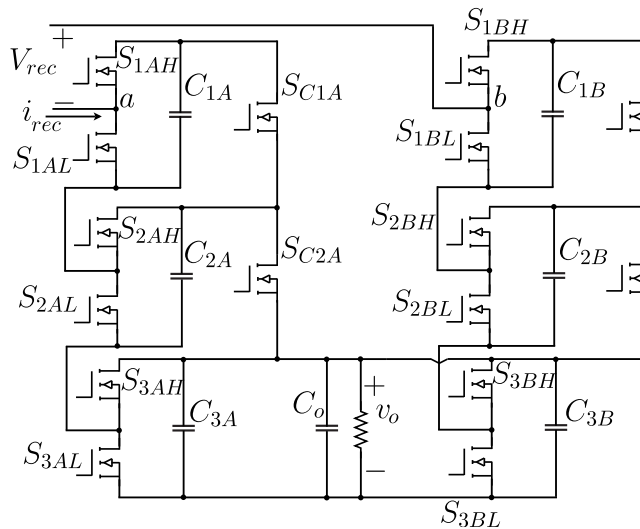 S1BH
+
Vrec
S1AH
C1A
SC1A
C1B
−
a
b
irec
S1BL
S1AL
S2AH
S2BH
C2A
SC2A
C2B
S2AL
S2BL
S3AH
+
S3BH
C3A
Co
vo
C3B
S3AL
−
S3BL